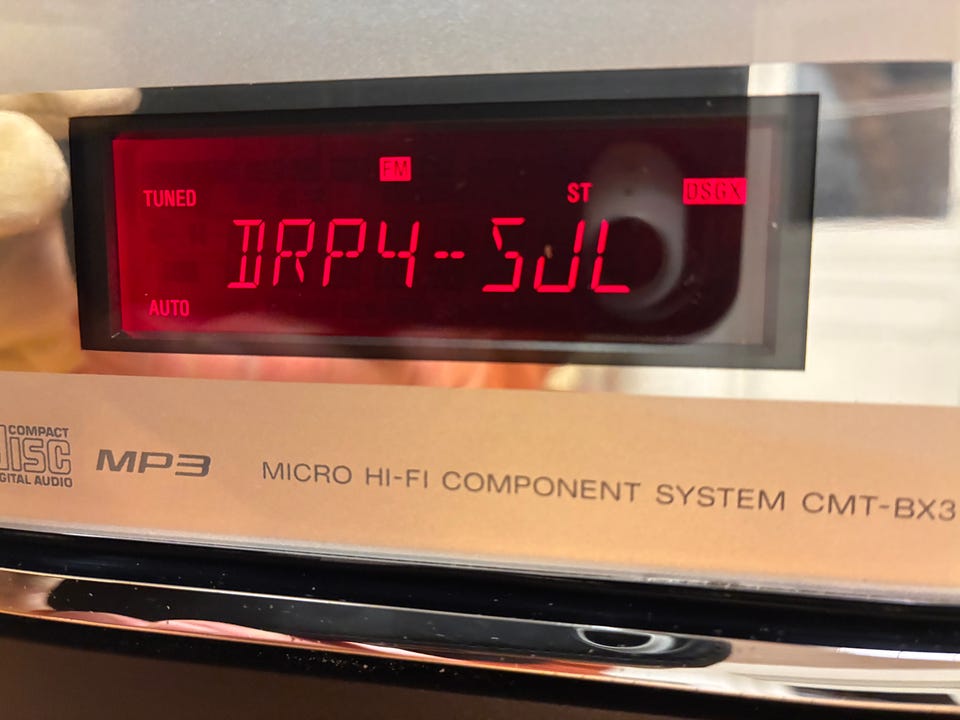 FM
TUNED ST DSGX
DRP4-SJL
AUTO
COMPACT
DISC
DIGITAL AUDIO
MP3
MICRO HI-FI COMPONENT SYSTEM CMT-BX3